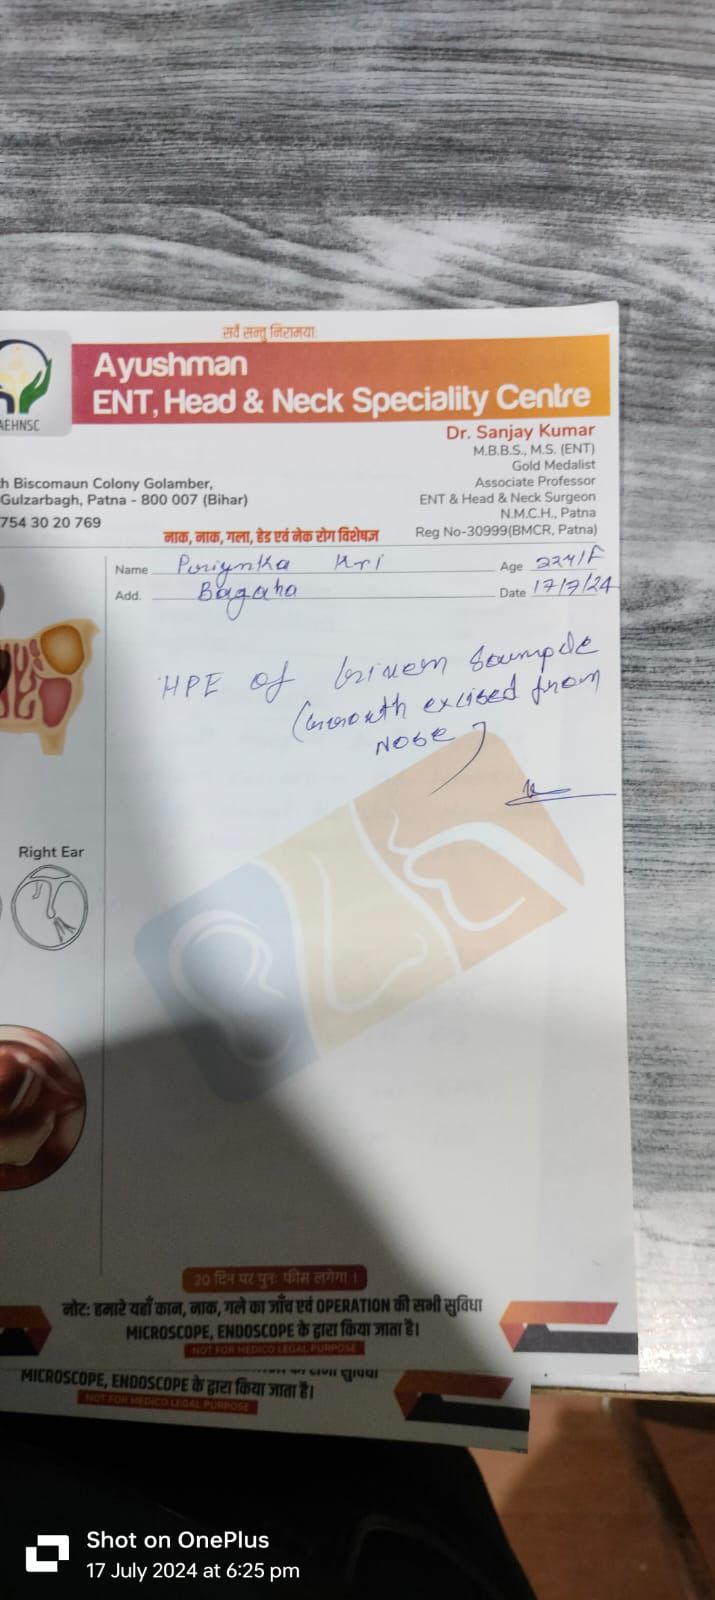 सर्वे सन्तु निरामयाः
AEHNSC
Ayushman
ENT, Head & Neck Speciality Centre
Dr. Sanjay Kumar
M.B.B.S., M.S. (ENT)
Gold Medalist
Associate Professor
ENT & Head & Neck Surgeon
N.M.C.H., Patna
Reg No-30999(BMCR, Patna)
h Biscomaun Colony Golamber,
Gulzarbagh, Patna - 800 007 (Bihar)
754 30 20 769
नाक, नाक, गला, हेड एवं नेक रोग विशेषज्ञ
Name Puriynka Kri Age 22Y/F
Add. Bagaha Date 17/7/24
HPE of given sample
(Growth excised from
Nose)
Right Ear
20 दिन पर पुनः फीस लगेगा ।
नोट: हमारे यहाँ कान, नाक, गले का जाँच एवं OPERATION की सभी सुविधा
MICROSCOPE, ENDOSCOPE के द्वारा किया जाता है।
NOT FOR MEDICO LEGAL PURPOSE
MICROSCOPE, ENDOSCOPE के द्वारा किया जाता है।
NOT FOR MEDICO LEGAL PURPOSE
Shot on OnePlus
17 July 2024 at 6:25 pm